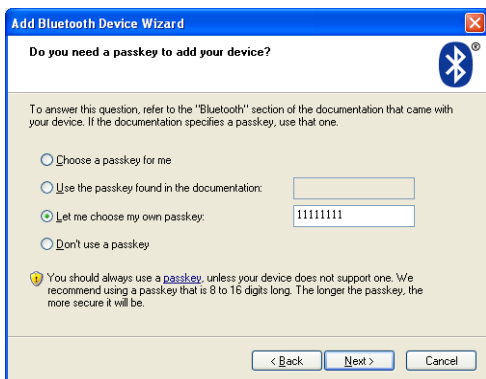 Add Bluetooth Device Wizard
Do you need a passkey to add your device?
To answer this question, refer to the "Bluetooth" section of the documentation that came with
your device. If the documentation specifies a passkey, use that one.
Choose a passkey for me
Use the passkey found in the documentation:
Let me choose my own passkey: 11111111
Don't use a passkey
You should always use a passkey, unless your device does not support one. We
recommend using a passkey that is 8 to 16 digits long. The longer the passkey, the
more secure it will be.
< Back Next > Cancel